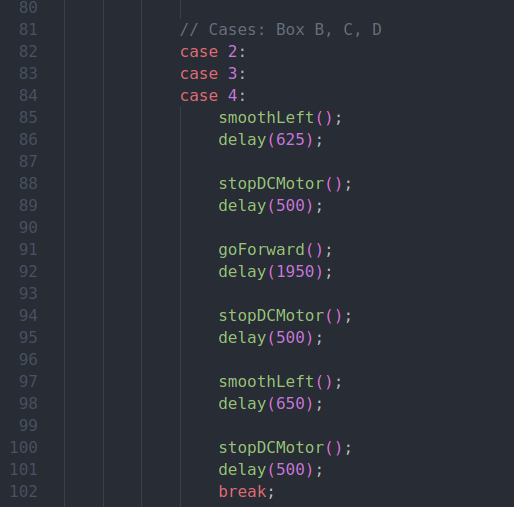 80
81 // Cases: Box B, C, D
82 case 2:
83 case 3:
84 case 4:
85 smoothLeft();
86 delay(625);
87
88 stopDCMotor();
89 delay(500);
90
91 goForward();
92 delay(1950);
93
94 stopDCMotor();
95 delay(500);
96
97 smoothLeft();
98 delay(650);
99
100 stopDCMotor();
101 delay(500);
102 break;